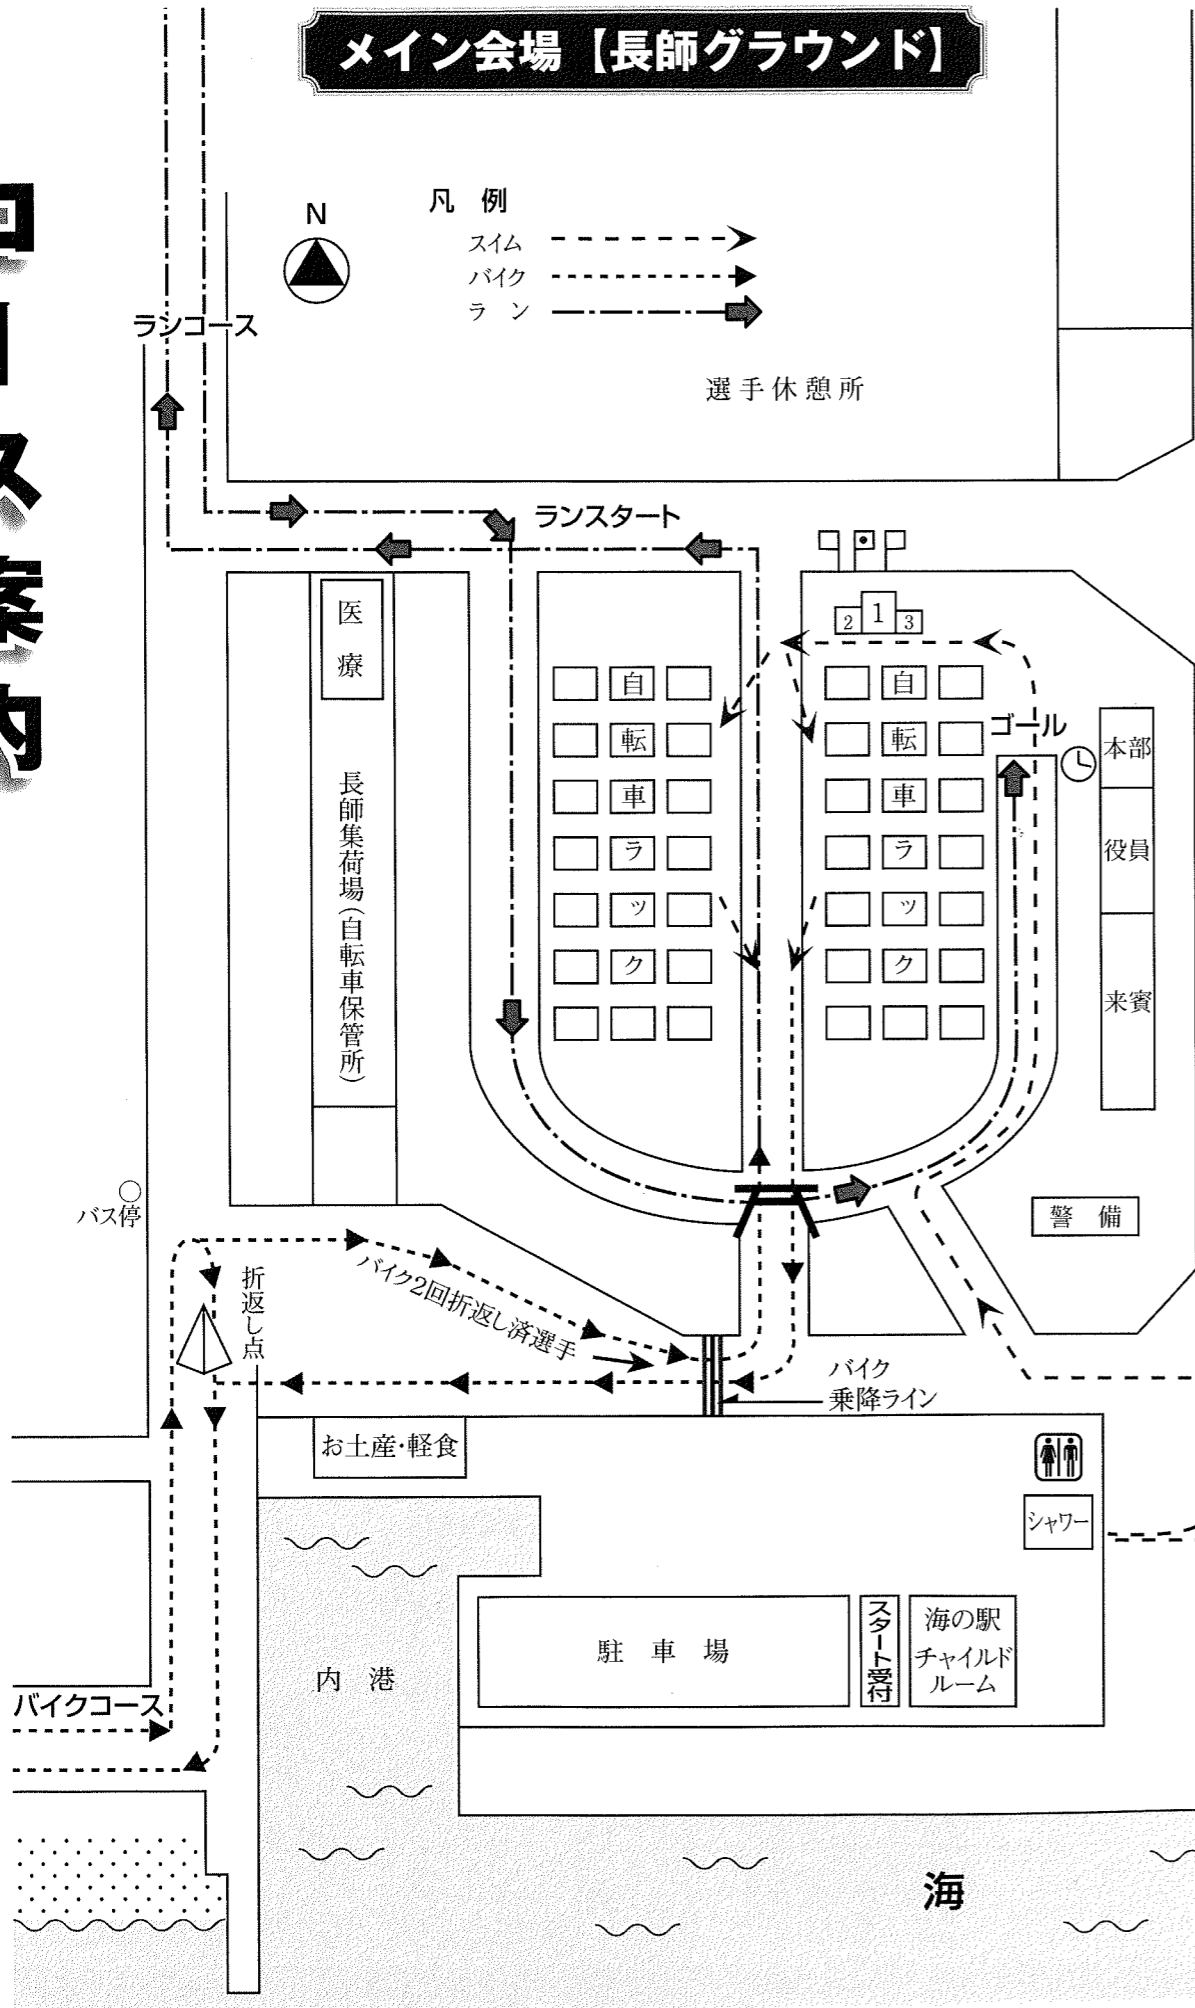 メイン会場【長師グラウンド】
N
凡 例
スイム
バイク
ラ ン
ランコース
選手休憩所
ランスタート
医療
長師集荷場(自転車保管所)
2 1 3
自転車ラック
自転車ラック
ゴール
本部
役員
来賓
警 備
バス停
折返し点
バイク2回折返し済選手
バイク
乗降ライン
お土産・軽食
シャワー
内 港
駐 車 場
スタート受付
海の駅
チャイルド
ルーム
バイクコース
海